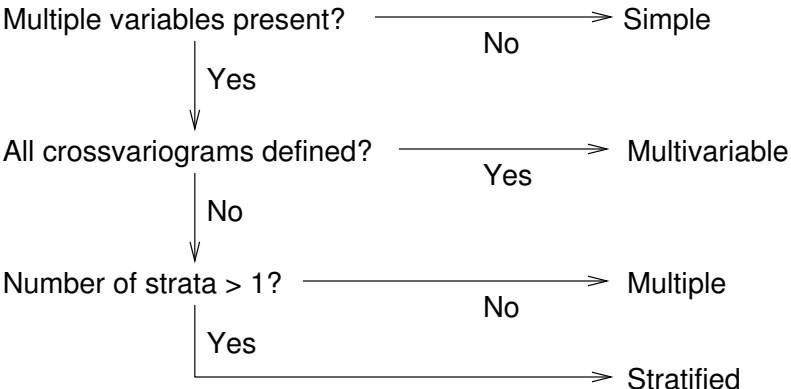 Multiple variables present?
No
Simple
Yes
All crossvariograms defined?
Yes
Multivariable
No
Number of strata > 1?
No
Multiple
Yes
Stratified